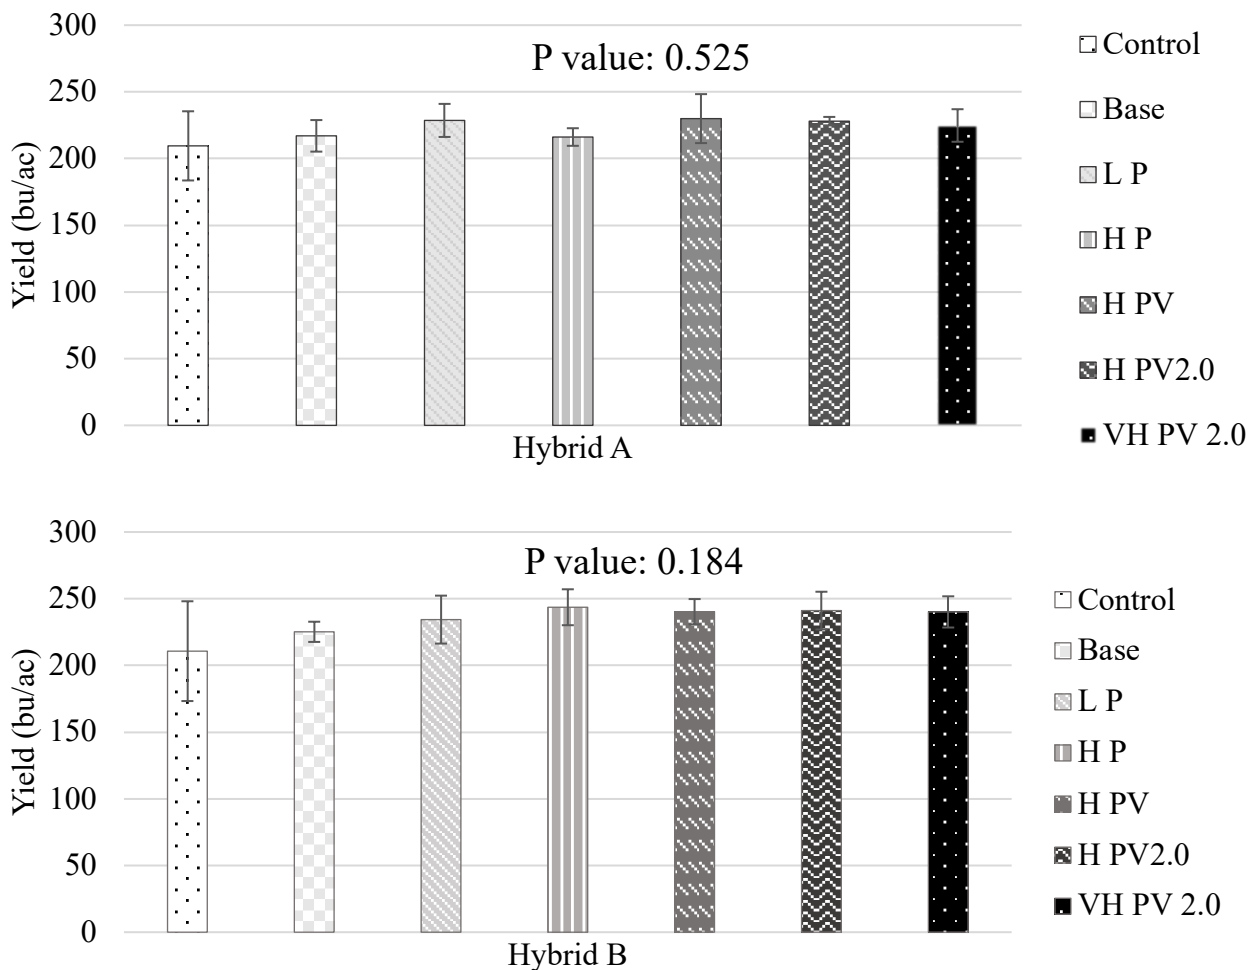 300
250
200
150
100
50
0
Yield (bu/ac)
P value: 0.525
Hybrid A
Control
Base
L P
H P
H PV
H PV2.0
VH PV 2.0
300
250
200
150
100
50
0
Yield (bu/ac)
P value: 0.184
Hybrid B
Control
Base
L P
H P
H PV
H PV2.0
VH PV 2.0